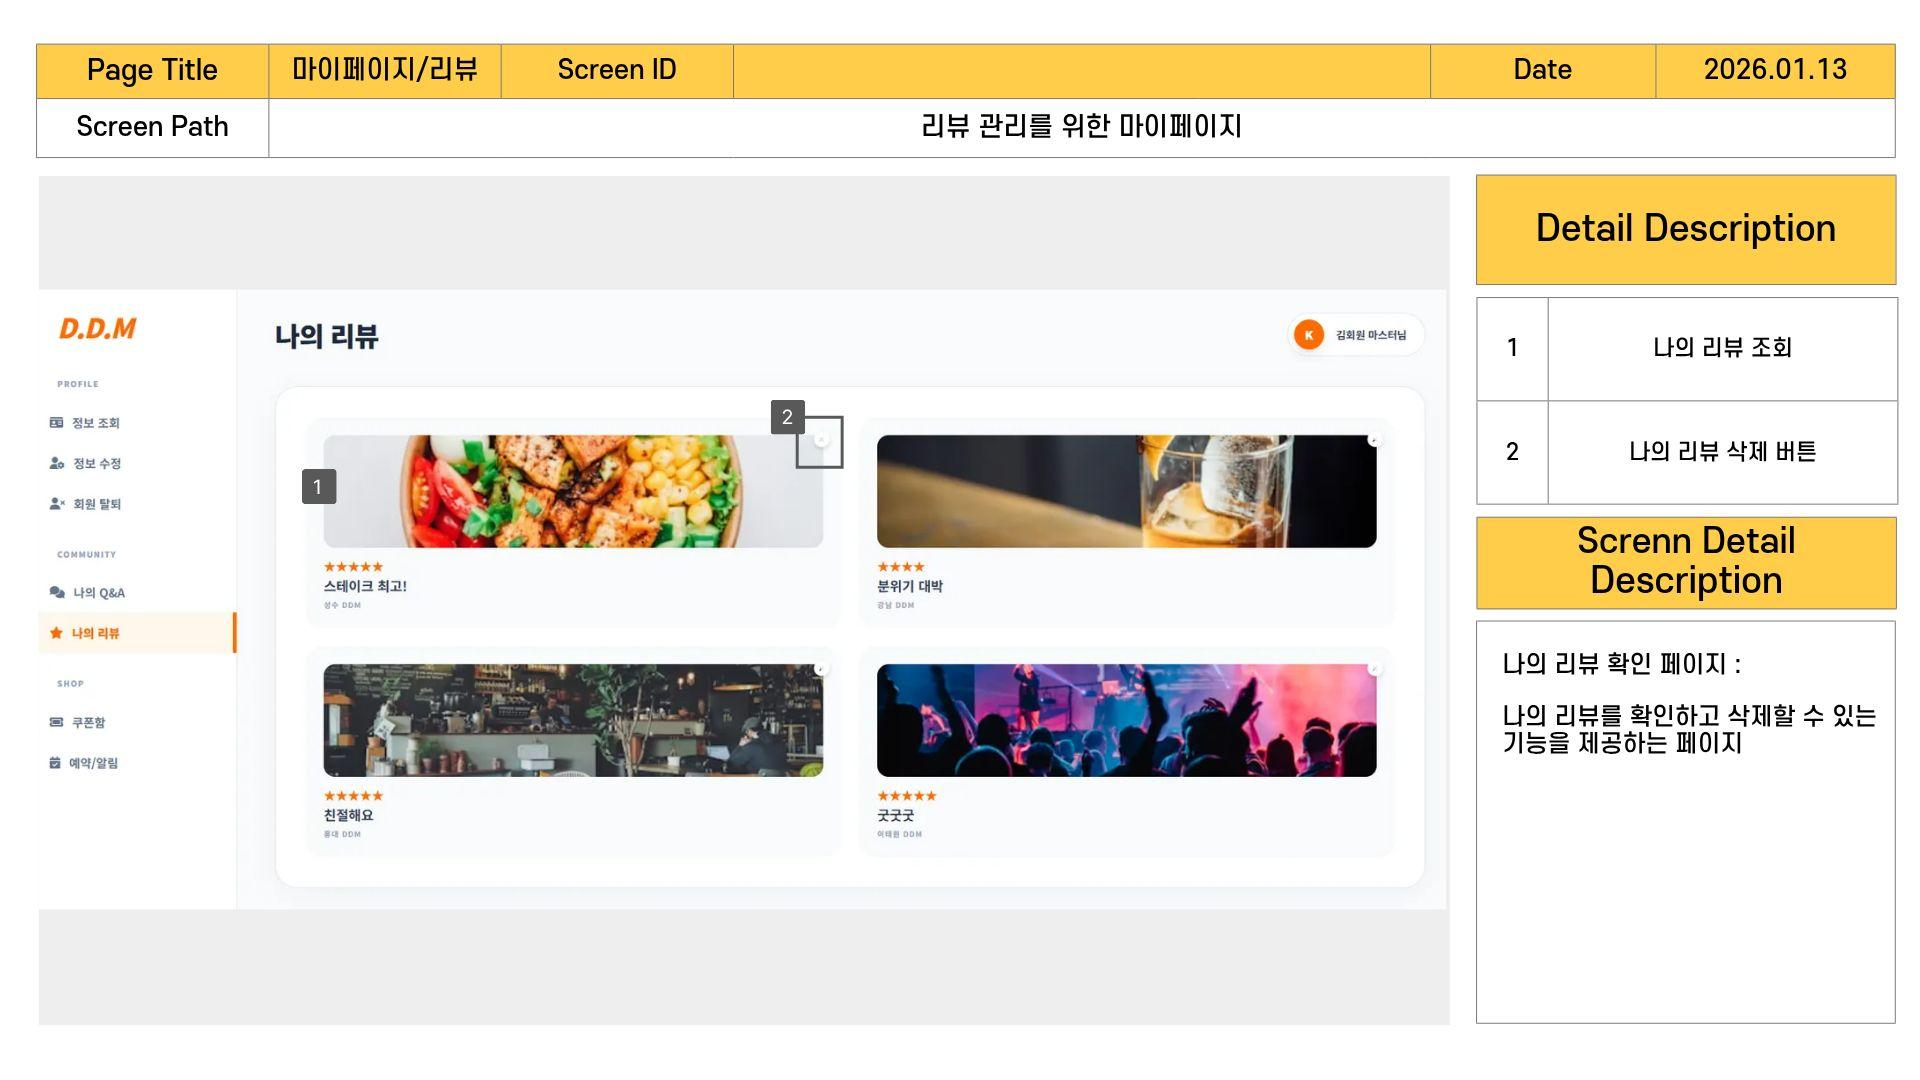 Page Title
마이페이지/리뷰
Screen ID
Date
2026.01.13
Screen Path
리뷰 관리를 위한 마이페이지
D.D.M
PROFILE
정보 조회
정보 수정
회원 탈퇴
COMMUNITY
나의 Q&A
나의 리뷰
SHOP
쿠폰함
예약/알림
나의 리뷰
K
김회원 마스터님
1
2
★★★★★
스테이크 최고!
성수 DDM
★★★★
분위기 대박
강남 DDM
★★★★★
친절해요
홍대 DDM
★★★★★
굿굿굿
이태원 DDM
Detail Description
1
나의 리뷰 조회
2
나의 리뷰 삭제 버튼
Screnn Detail
Description
나의 리뷰 확인 페이지 :
나의 리뷰를 확인하고 삭제할 수 있는
기능을 제공하는 페이지